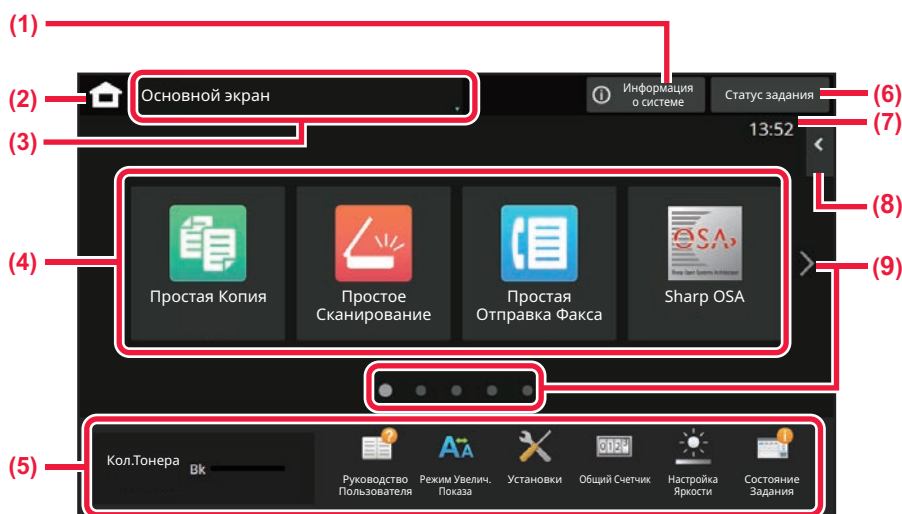 (1)
(2)
Основной экран
Информация
о системе
Статус задания
(6)
(3)
13:52
(7)
(8)
(4)
Простая Копия
Простое
Сканирование
Простая
Отправка Факса
OSA
Sharp OSA
(9)
(5)
Кол.Тонера
Bk
Руководство
Пользователя
Режим Увелич.
Показа
Установки
Общий Счетчик
Настройка
Яркости
Состояние
Задания